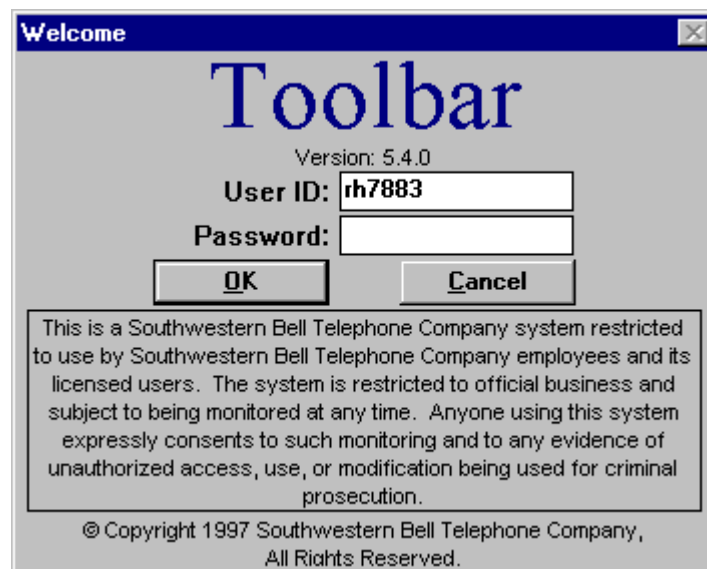 Welcome
Toolbar
Version: 5.4.0
User ID: rh7883
Password:
OK Cancel
This is a Southwestern Bell Telephone Company system restricted
to use by Southwestern Bell Telephone Company employees and its
licensed users. The system is restricted to official business and
subject to being monitored at any time. Anyone using this system
expressly consents to such monitoring and to any evidence of
unauthorized access, use, or modification being used for criminal
prosecution.
© Copyright 1997 Southwestern Bell Telephone Company,
All Rights Reserved.